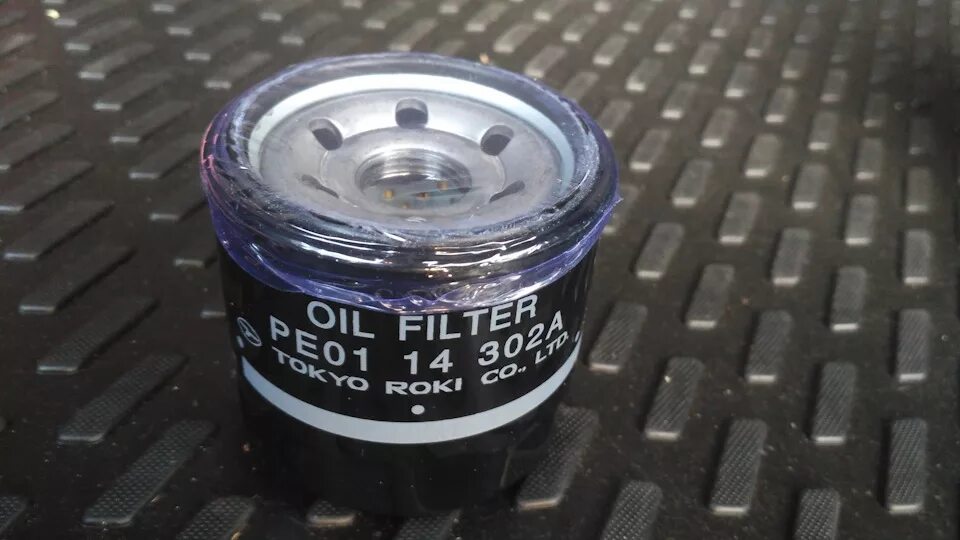 OIL FILTER
PE01 14 302A
TOKYO ROKI CO., LTD.